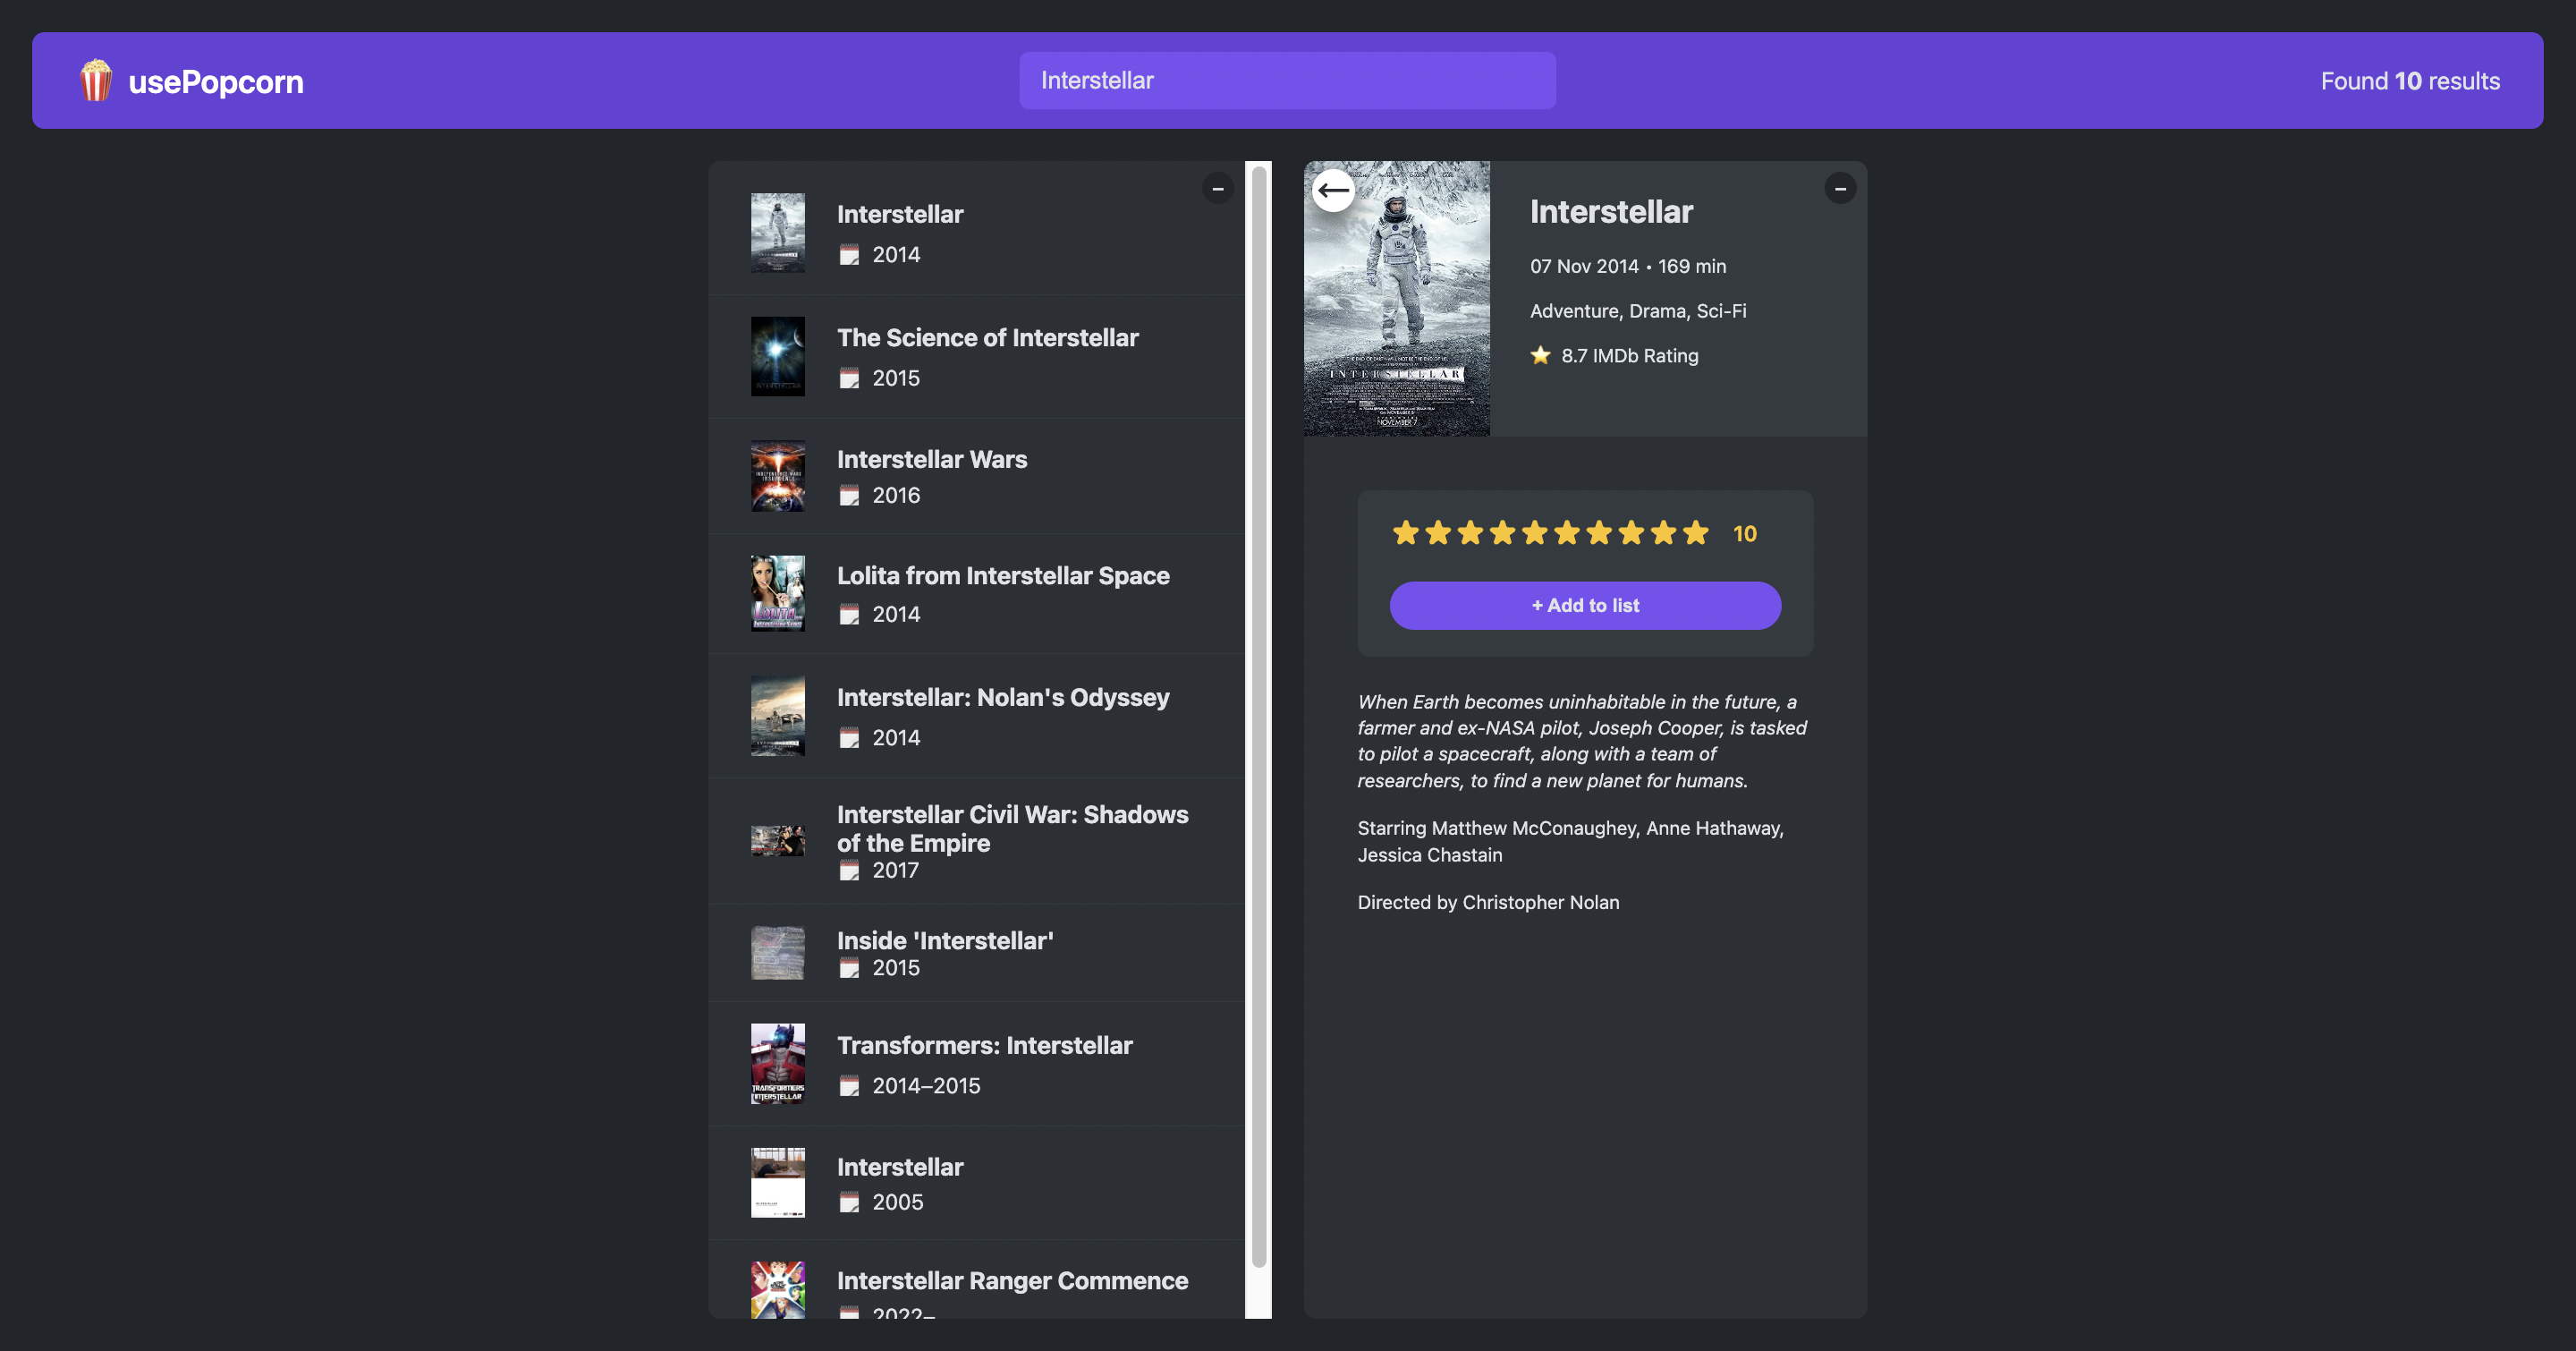 usePopcorn
Interstellar
Found 10 results
Interstellar
2014
The Science of Interstellar
2015
Interstellar Wars
2016
Lolita from Interstellar Space
2014
Interstellar: Nolan's Odyssey
2014
Interstellar Civil War: Shadows
of the Empire
2017
Inside 'Interstellar'
2015
Transformers: Interstellar
2014–2015
TRANSFORMERS
INTERSTELLAR
Interstellar
2005
Interstellar Ranger Commence
2022–
INTERSTELLAR
NOVEMBER 7
Interstellar
07 Nov 2014 • 169 min
Adventure, Drama, Sci-Fi
8.7 IMDb Rating
10
+ Add to list
When Earth becomes uninhabitable in the future, a
farmer and ex-NASA pilot, Joseph Cooper, is tasked
to pilot a spacecraft, along with a team of
researchers, to find a new planet for humans.
Starring Matthew McConaughey, Anne Hathaway,
Jessica Chastain
Directed by Christopher Nolan